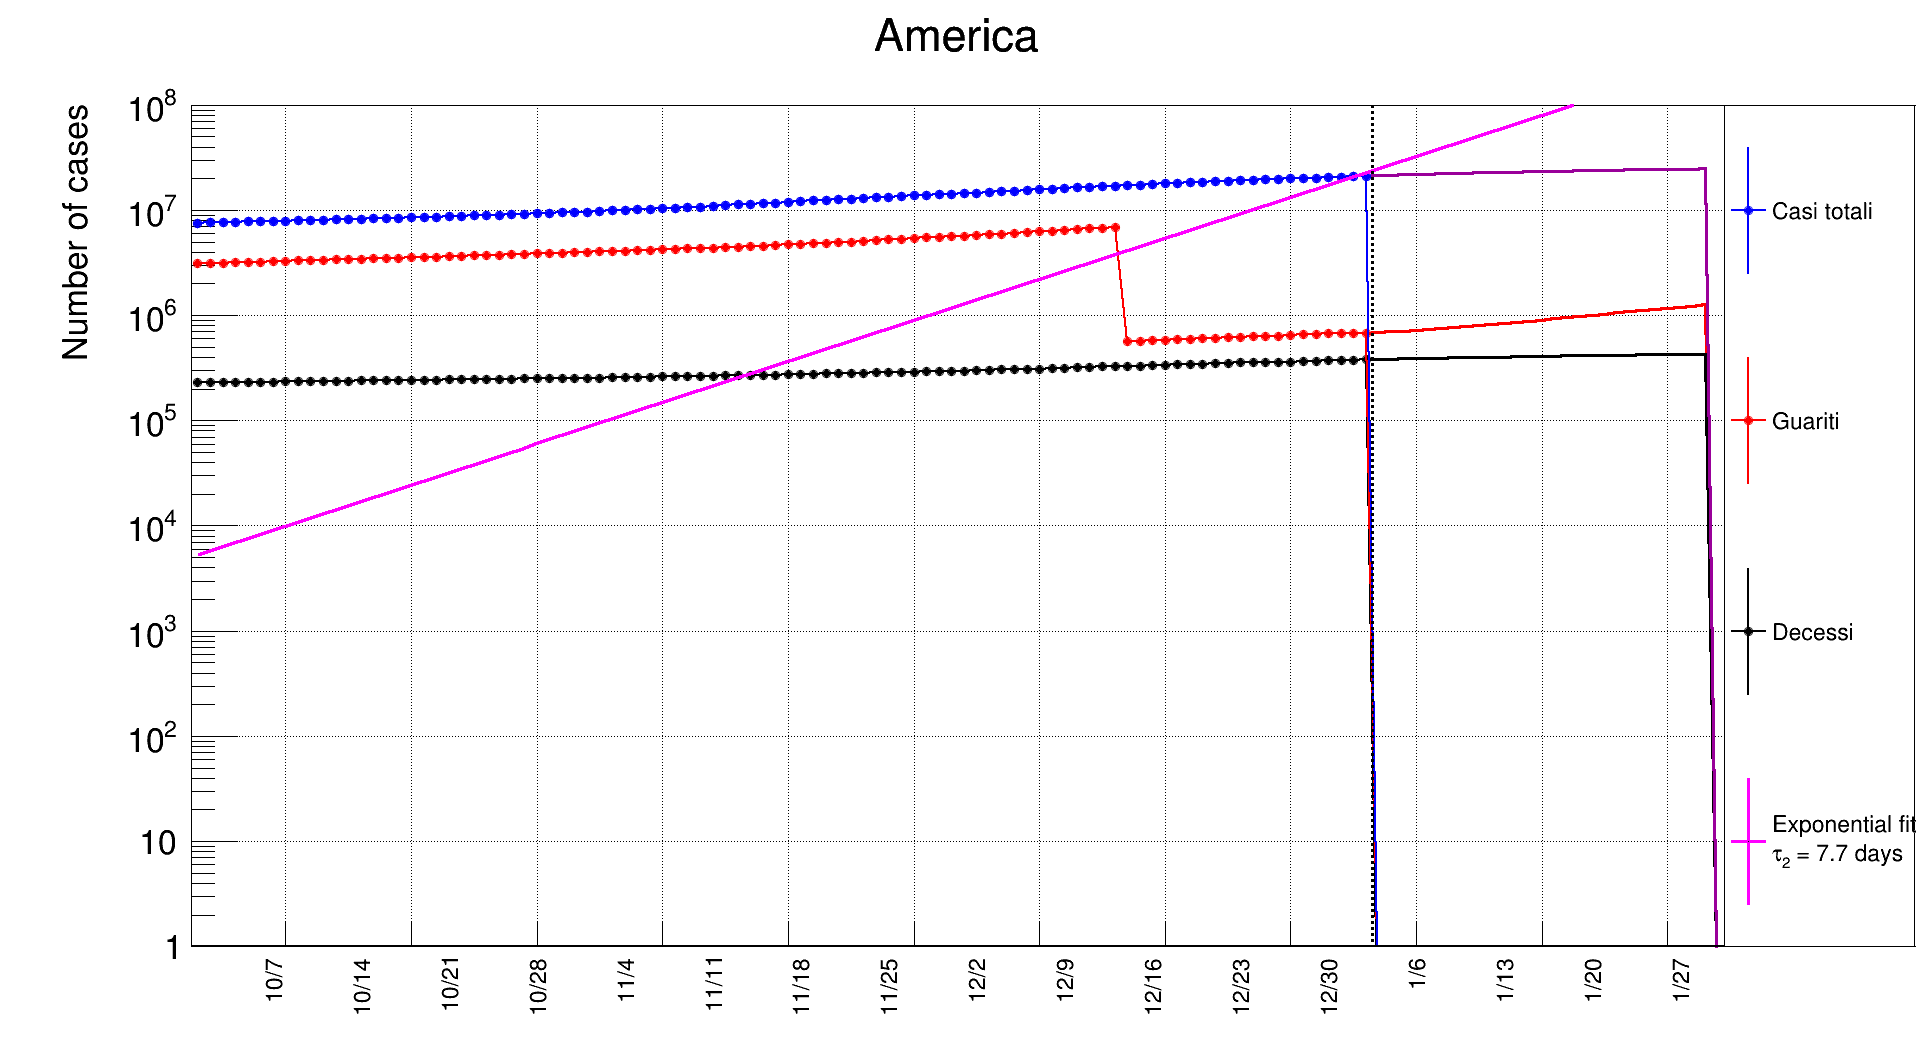 America
Number of cases
10^8
10^7
10^6
10^5
10^4
10^3
10^2
10
1
10/7 10/14 10/21 10/28 11/4 11/11 11/18 11/25 12/2 12/9 12/16 12/23 12/30 1/6 1/13 1/20 1/27
Casi totali
Guariti
Decessi
Exponential fit
τ₂ = 7.7 days